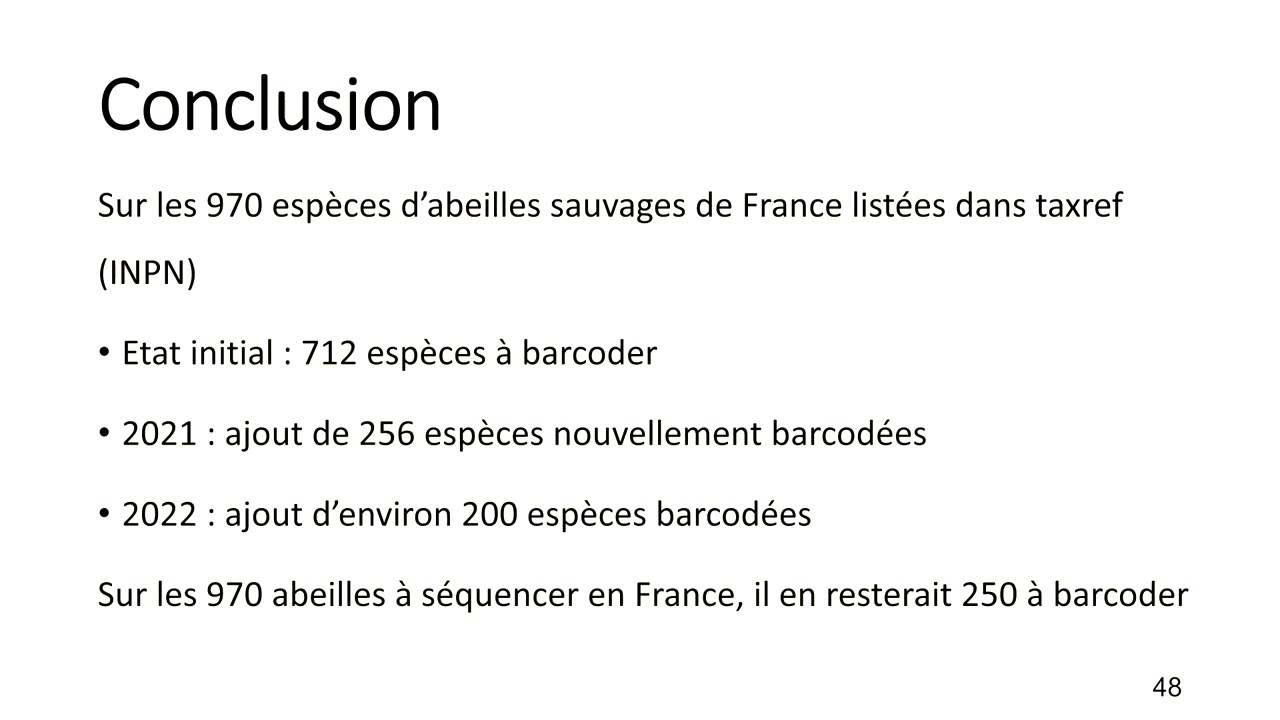 Conclusion
Sur les 970 espèces d’abeilles sauvages de France listées dans taxref
(INPN)
• Etat initial : 712 espèces à barcoder
• 2021 : ajout de 256 espèces nouvellement barcodées
• 2022 : ajout d’environ 200 espèces barcodées
Sur les 970 abeilles à séquencer en France, il en resterait 250 à barcoder
48